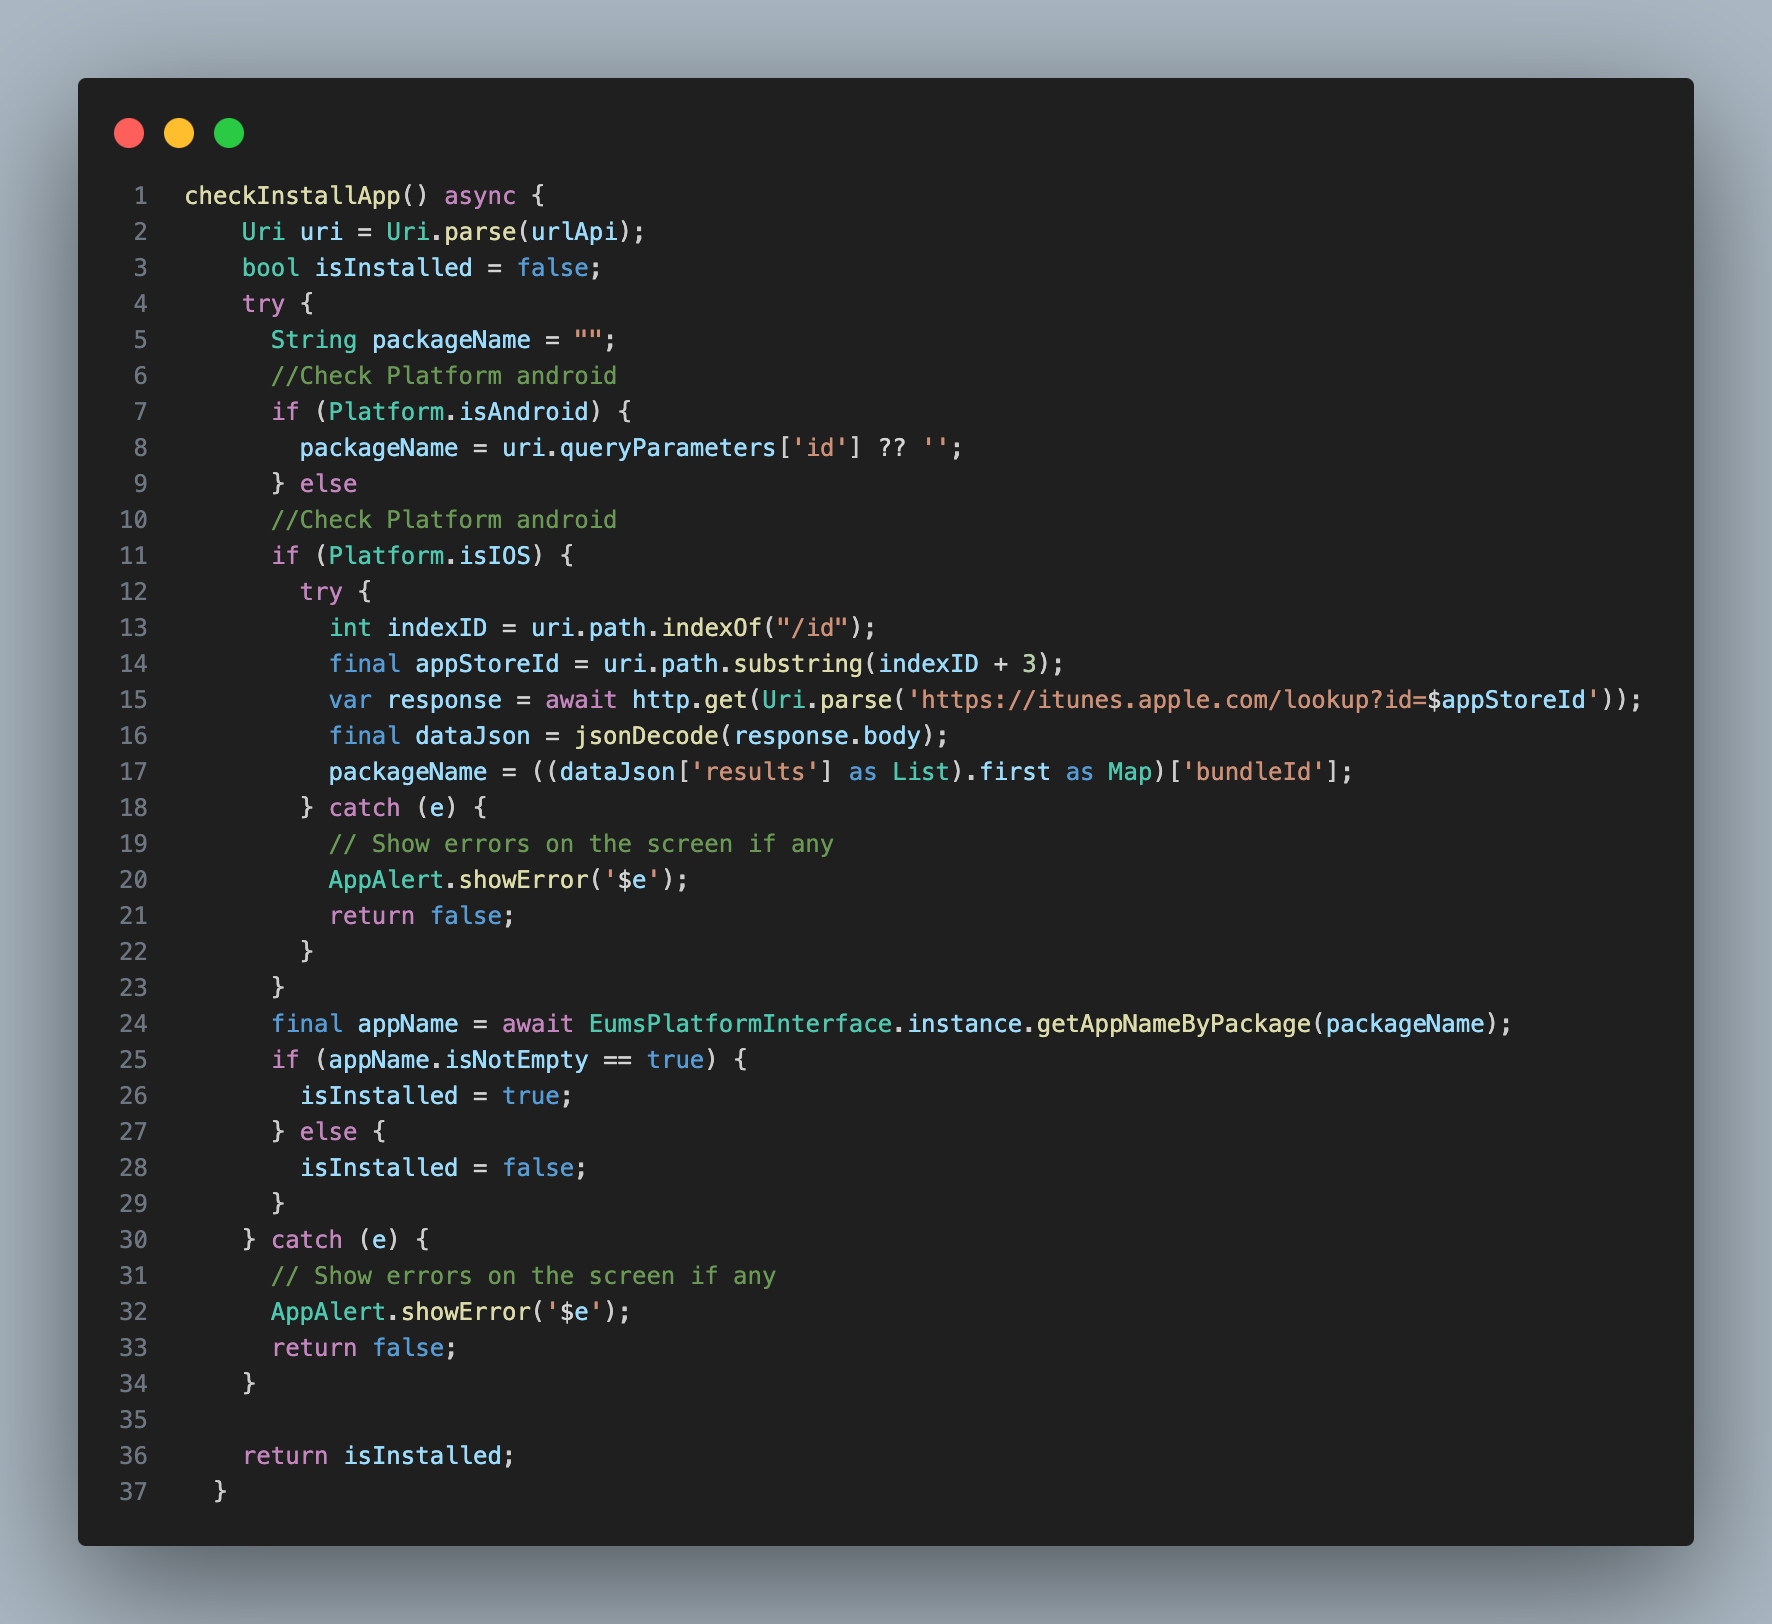 1 checkInstallApp() async {
2 Uri uri = Uri.parse(urlApi);
3 bool isInstalled = false;
4 try {
5 String packageName = "";
6 //Check Platform android
7 if (Platform.isAndroid) {
8 packageName = uri.queryParameters['id'] ?? '';
9 } else
10 //Check Platform android
11 if (Platform.isIOS) {
12 try {
13 int indexID = uri.path.indexOf("/id");
14 final appStoreId = uri.path.substring(indexID + 3);
15 var response = await http.get(Uri.parse('https://itunes.apple.com/lookup?id=$appStoreId'));
16 final dataJson = jsonDecode(response.body);
17 packageName = ((dataJson['results'] as List).first as Map)['bundleId'];
18 } catch (e) {
19 // Show errors on the screen if any
20 AppAlert.showError('$e');
21 return false;
22 }
23 }
24 final appName = await EumsPlatformInterface.instance.getAppNameByPackage(packageName);
25 if (appName.isNotEmpty == true) {
26 isInstalled = true;
27 } else {
28 isInstalled = false;
29 }
30 } catch (e) {
31 // Show errors on the screen if any
32 AppAlert.showError('$e');
33 return false;
34 }
35
36 return isInstalled;
37 }